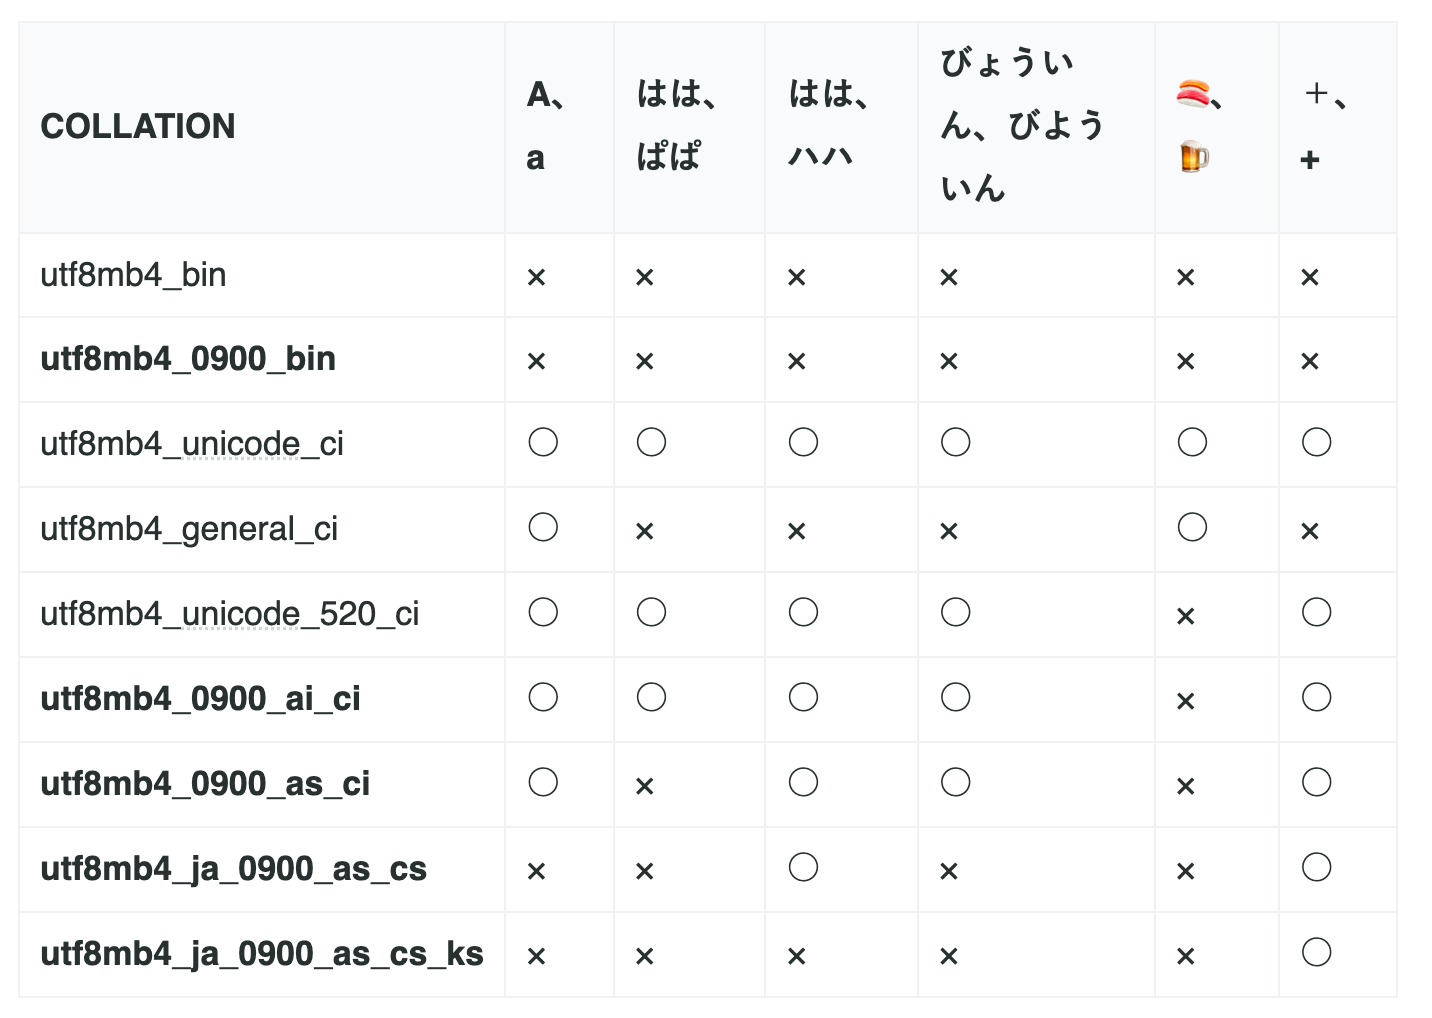 COLLATION A、 はは、 はは、 びょうい 🍣、 ＋、
a ぱぱ ハハ ん、びよう 🍺 +
いん
utf8mb4_bin × × × × × ×
utf8mb4_0900_bin × × × × × ×
utf8mb4_unicode_ci ○ ○ ○ ○ ○ ○
utf8mb4_general_ci ○ × × × ○ ×
utf8mb4_unicode_520_ci ○ ○ ○ ○ × ○
utf8mb4_0900_ai_ci ○ ○ ○ ○ × ○
utf8mb4_0900_as_ci ○ × ○ ○ × ○
utf8mb4_ja_0900_as_cs × × ○ × × ○
utf8mb4_ja_0900_as_cs_ks × × × × × ○